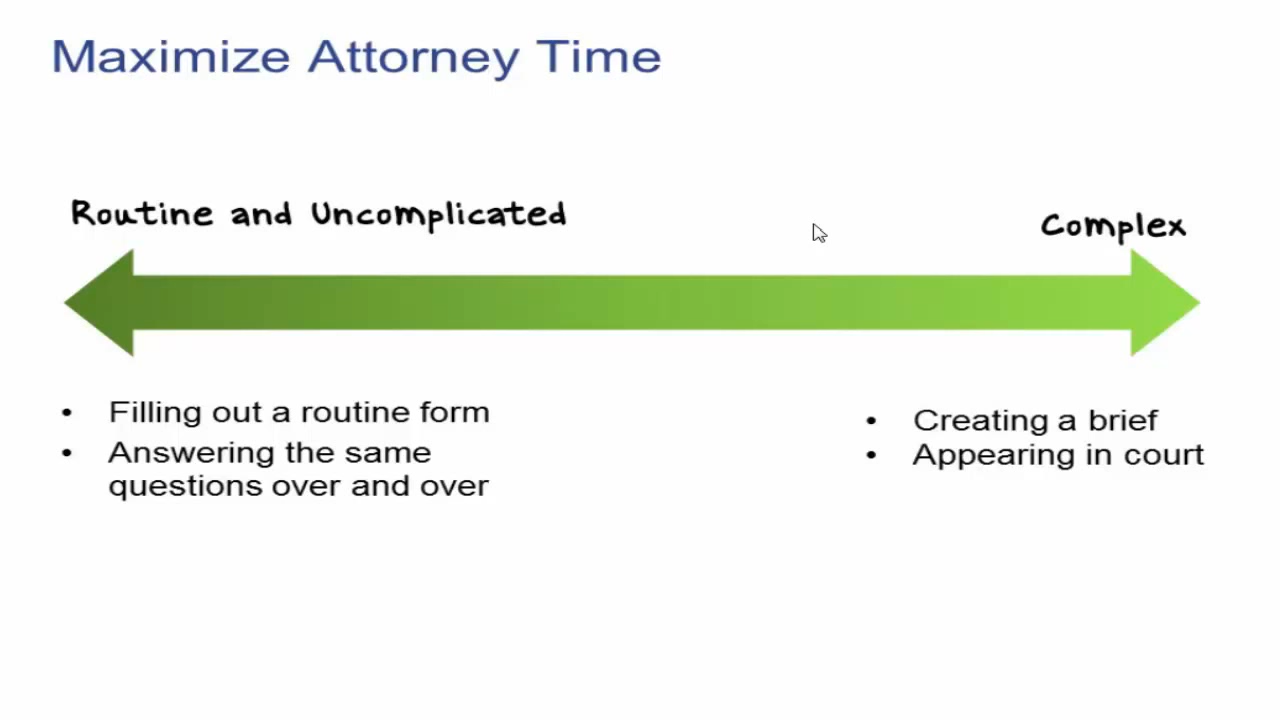 Maximize Attorney Time
Routine and Uncomplicated
Complex
• Filling out a routine form
• Answering the same
questions over and over
• Creating a brief
• Appearing in court